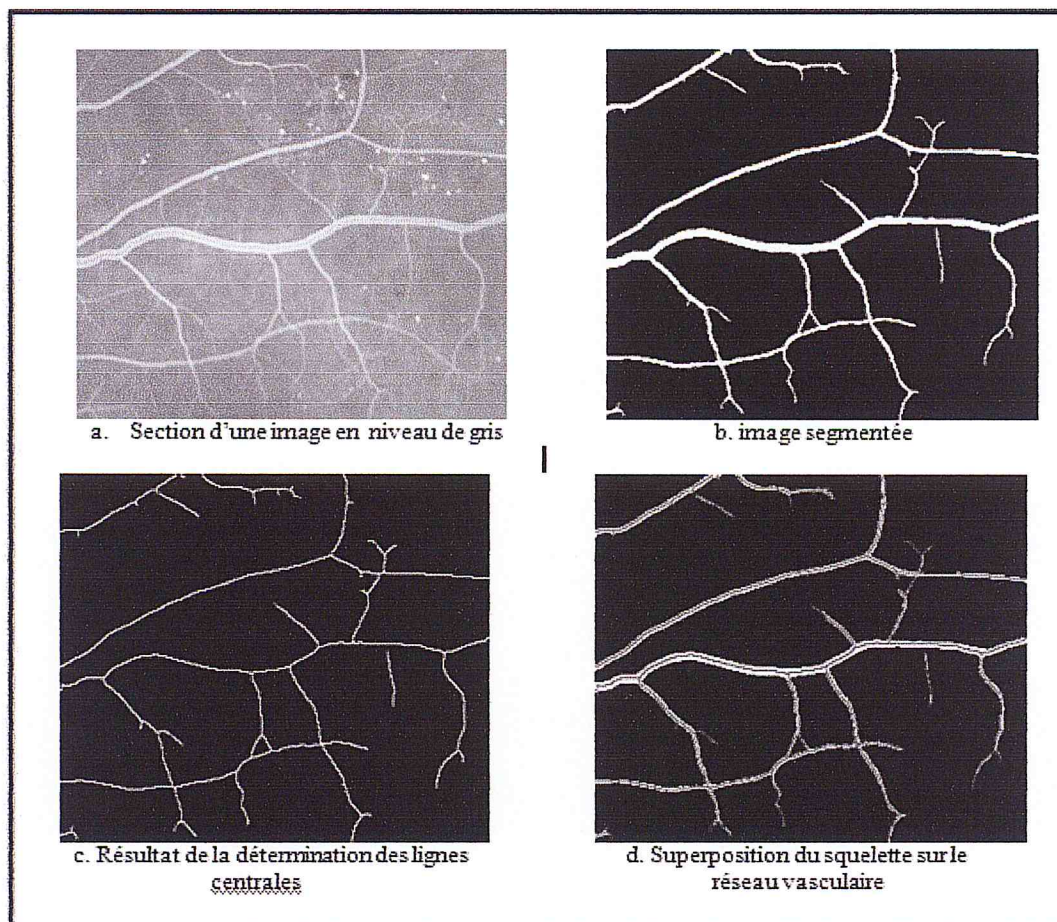 a. Section d'une image en niveau de gris
b. image segmentée
c. Résultat de la détermination des lignes
centrales
d. Superposition du squelette sur le
réseau vasculaire